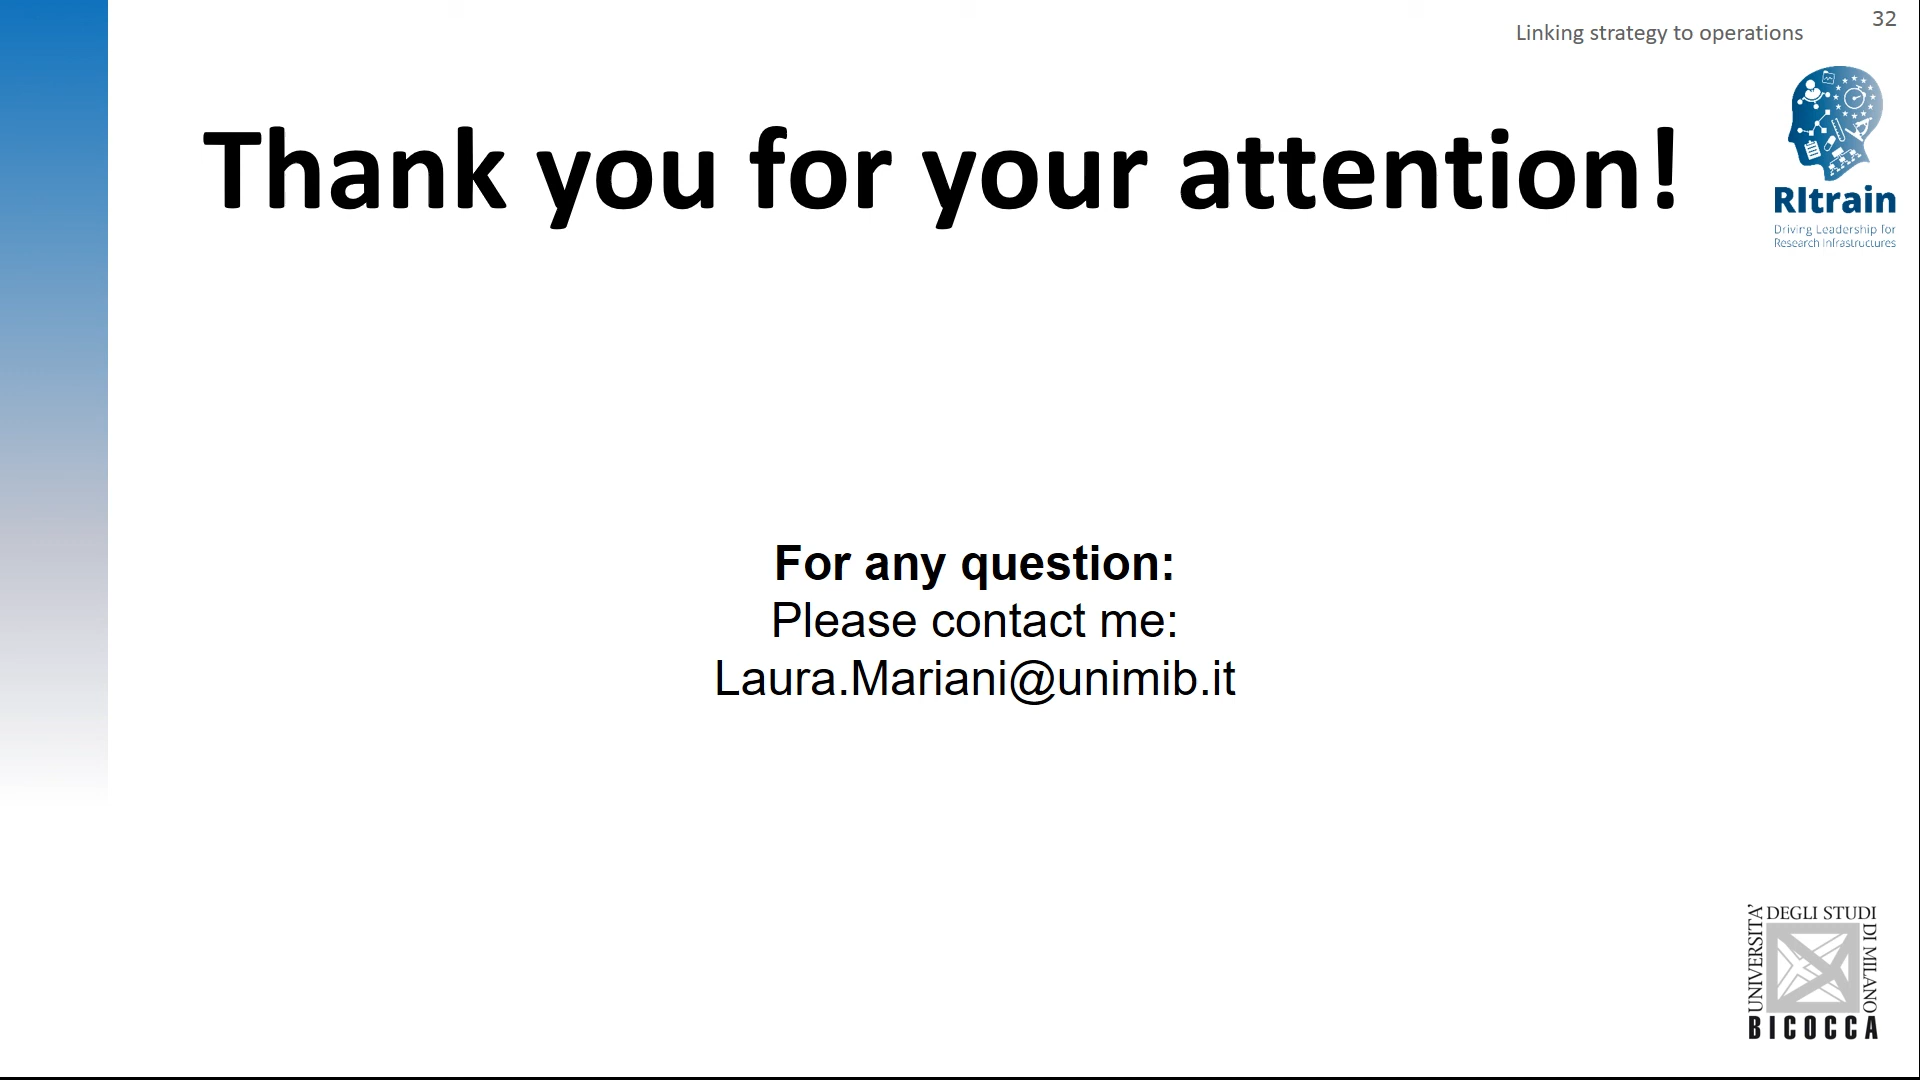 32
Linking strategy to operations
Thank you for your attention!
RItrain
Driving Leadership for
Research Infrastructures
For any question:
Please contact me:
Laura.Mariani@unimib.it
UNIVERSITA'
DEGLI STUDI
DI MILANO
BICOCCA